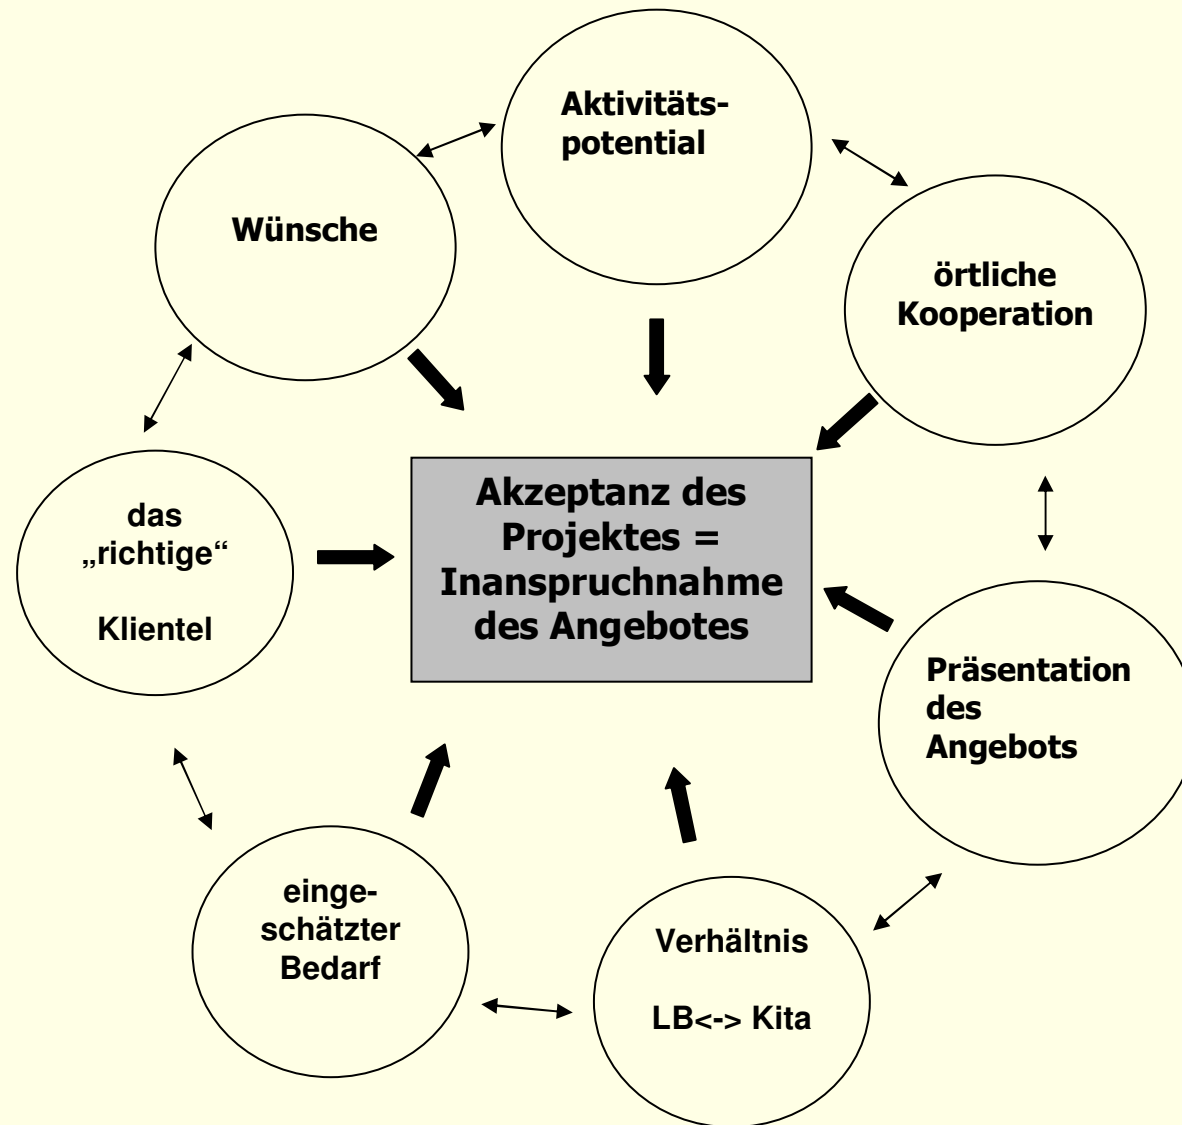 Aktivitäts-
potential
Wünsche
örtliche
Kooperation
das
„richtige“
Klientel
Akzeptanz des
Projektes =
Inanspruchnahme
des Angebotes
Präsentation
des
Angebots
einge-
schätzter
Bedarf
Verhältnis
LB<-> Kita